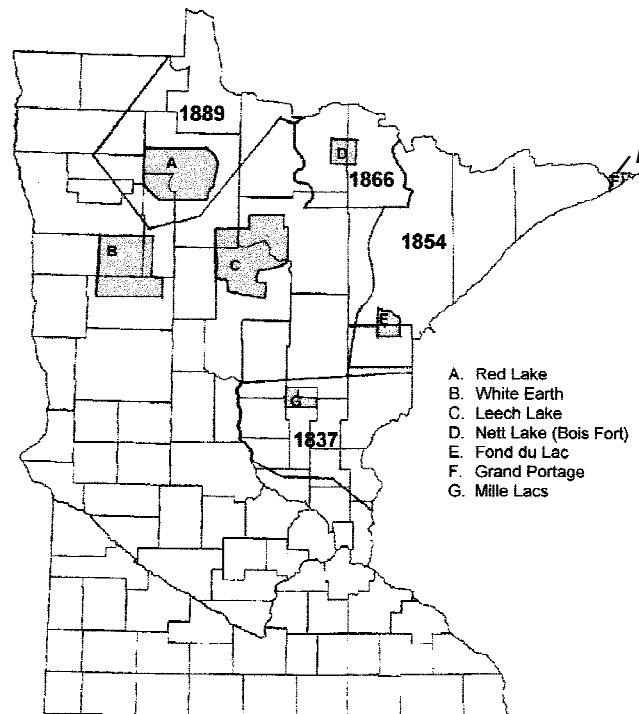 1889
A
D
1866
F
B
1854
C
E
G
1837
A. Red Lake
B. White Earth
C. Leech Lake
D. Nett Lake (Bois Fort)
E. Fond du Lac
F. Grand Portage
G. Mille Lacs